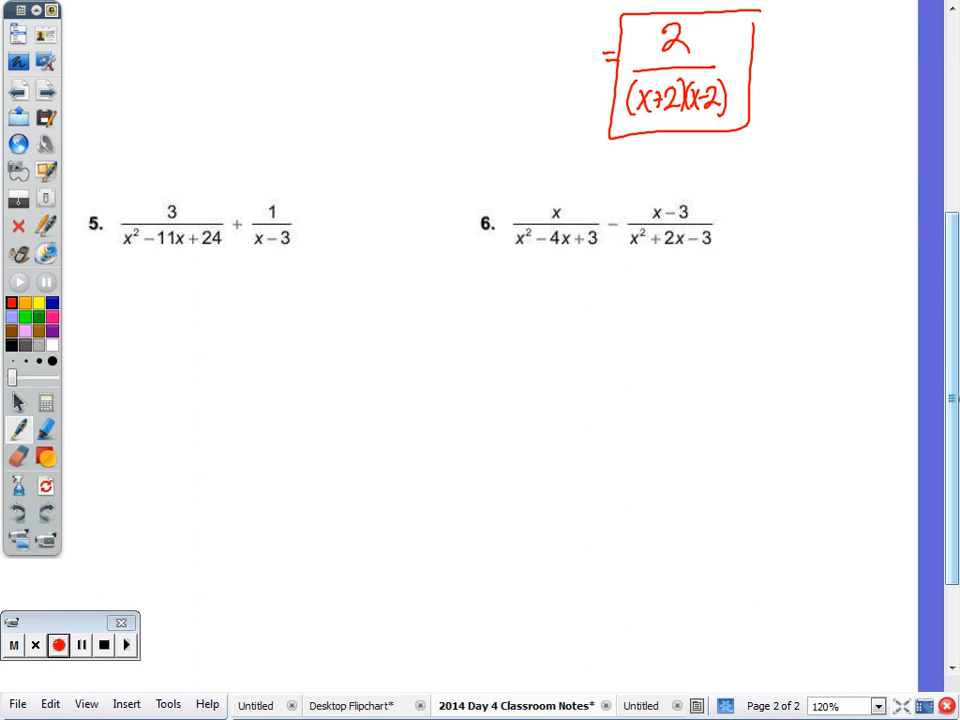 2
=
(x+2)(x-2)
5. 3/(x² − 11x + 24) + 1/(x − 3)
6. x/(x² − 4x + 3) − (x − 3)/(x² + 2x − 3)
M
File Edit View Insert Tools Help Untitled Desktop Flipchart* 2014 Day 4 Classroom Notes* Untitled Page 2 of 2 120%